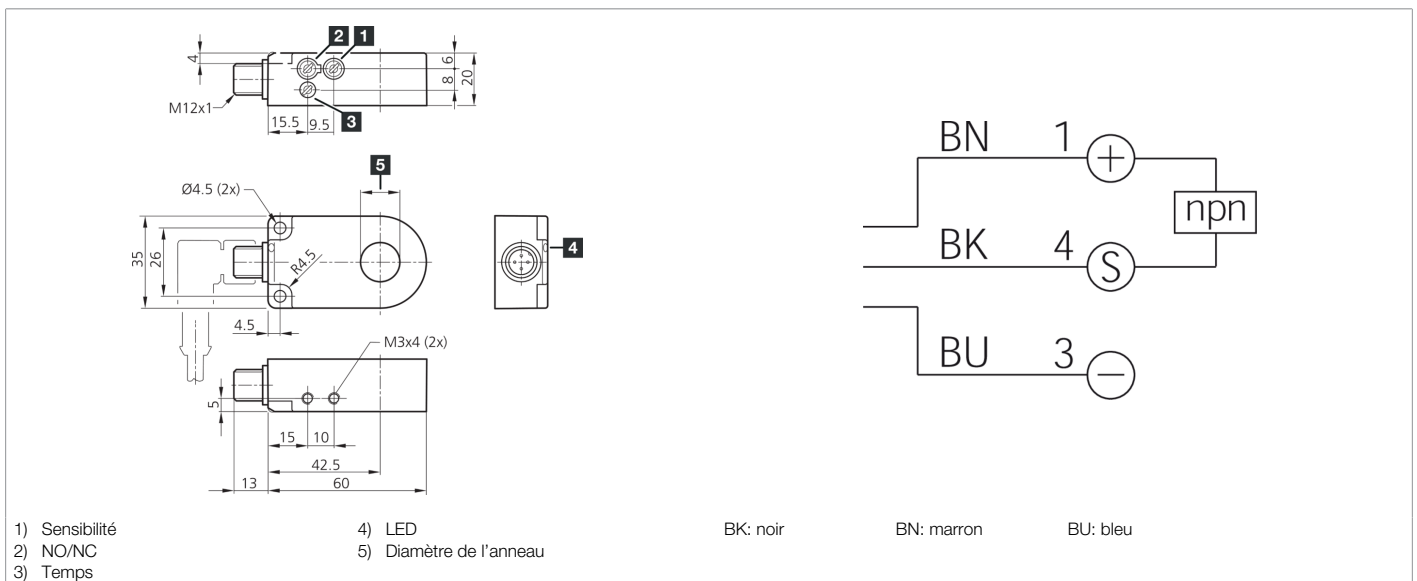 2 1
4
6
8
20
M12x1
15.5 9.5 3
5
Ø4.5 (2x)
35
26
R4.5
4
4.5
M3x4 (2x)
5
15 10
42.5
13 60
BN 1 +
npn
BK 4 S
BU 3 −
1) Sensibilité
2) NO/NC
3) Temps
4) LED
5) Diamètre de l'anneau
BK: noir BN: marron BU: bleu